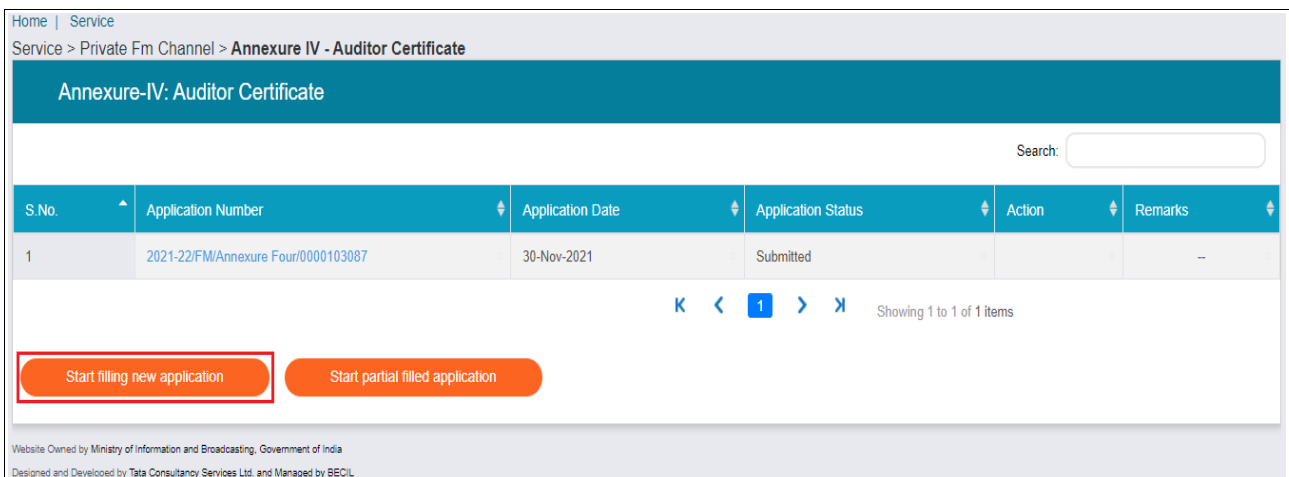 Home | Service
Service > Private Fm Channel > Annexure IV - Auditor Certificate
Annexure-IV: Auditor Certificate
Search:
S.No. Application Number Application Date Application Status Action Remarks
1 2021-22/FM/Annexure Four/0000103087 30-Nov-2021 Submitted --
1 Showing 1 to 1 of 1 items
Start filling new application Start partial filled application
Website Owned by Ministry of Information and Broadcasting, Government of India
Designed and Developed by Tata Consultancy Services Ltd. and Managed by BECIL